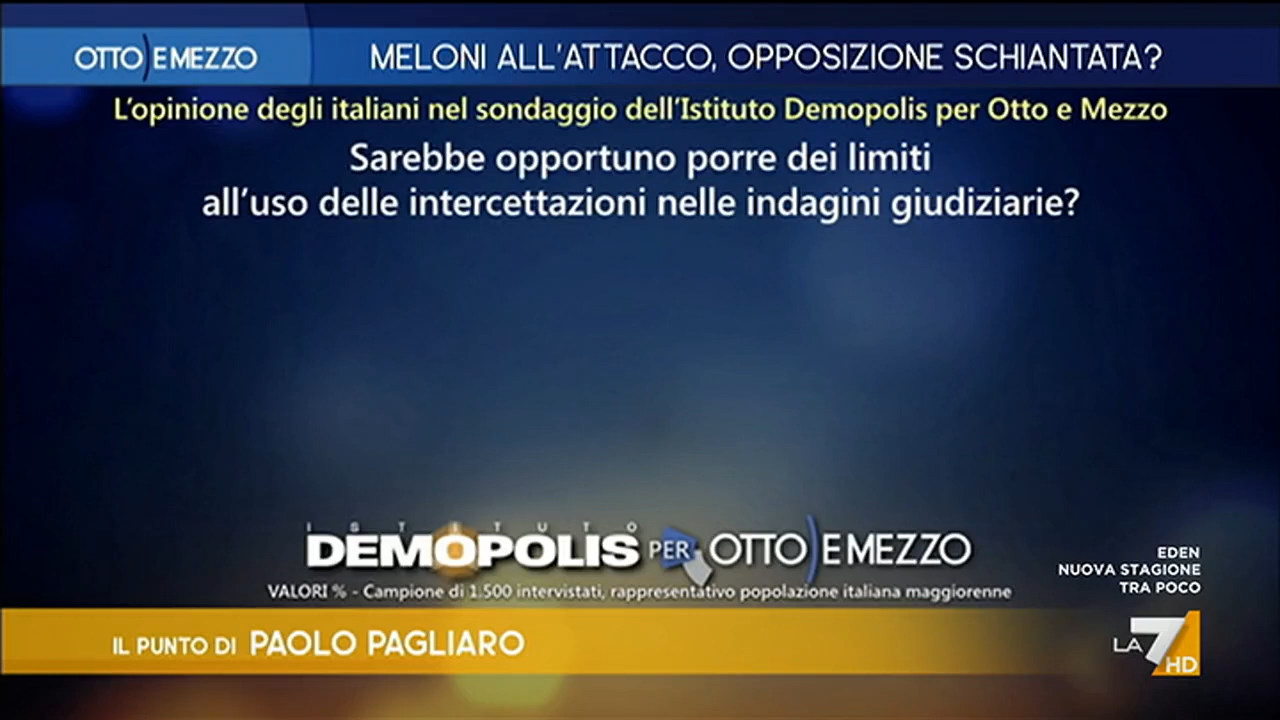 OTTO E MEZZO
MELONI ALL'ATTACCO, OPPOSIZIONE SCHIANTATA?
L'opinione degli italiani nel sondaggio dell'Istituto Demopolis per Otto e Mezzo
Sarebbe opportuno porre dei limiti
all'uso delle intercettazioni nelle indagini giudiziarie?
ISTITUTO
DEMOPOLIS PER OTTO E MEZZO
VALORI % - Campione di 1.500 intervistati, rappresentativo popolazione italiana maggiorenne
EDEN
NUOVA STAGIONE
TRA POCO
IL PUNTO DI PAOLO PAGLIARO
LA 7 HD